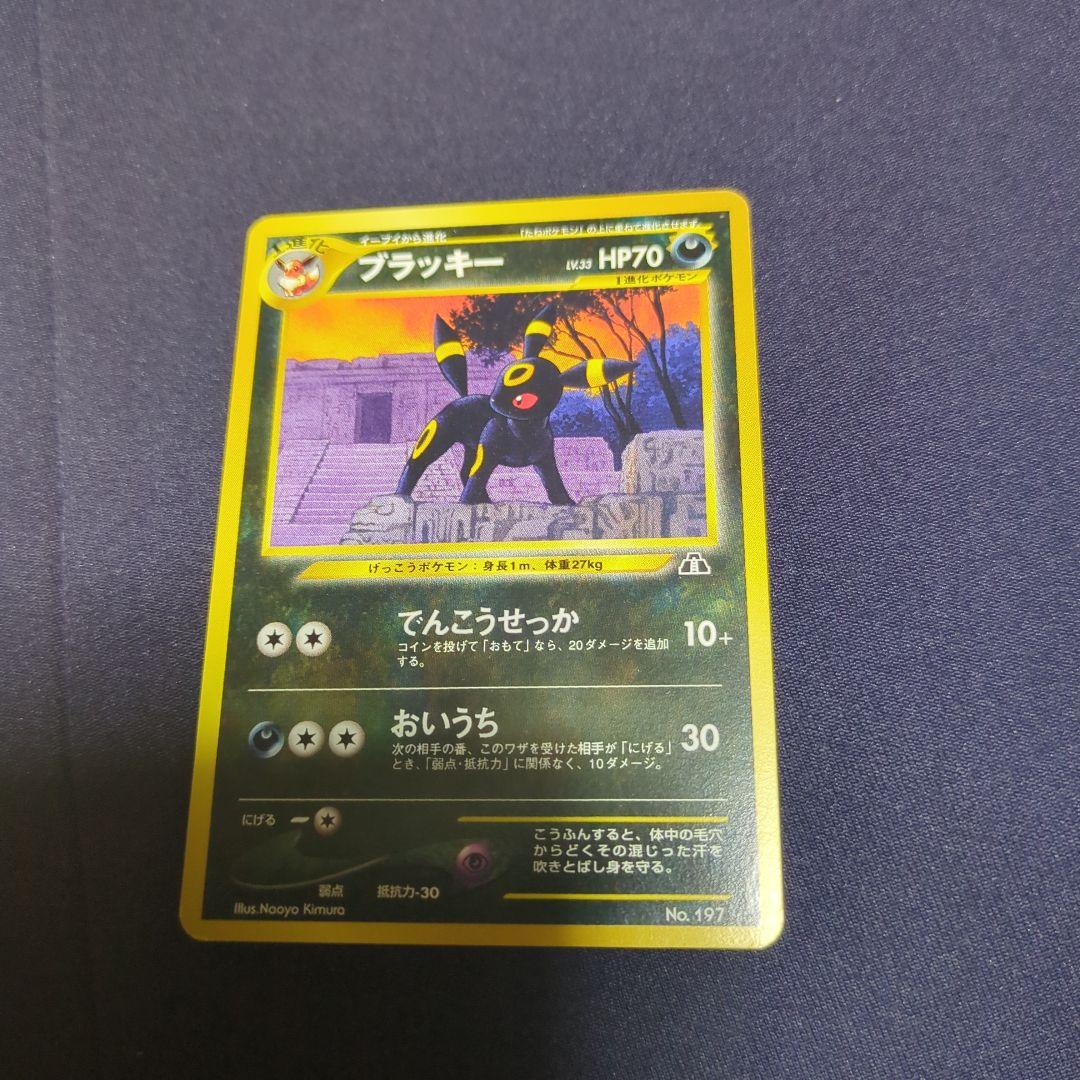 1進化
イーブイから進化
「たねポケモン」の上に重ねて進化させます
ブラッキー
LV.33 HP70
1進化ポケモン
げっこうポケモン：身長1m、体重27kg
でんこうせっか
10+
コインを投げて「おもて」なら、20ダメージを追加
する。
おいうち
30
次の相手の番、このワザを受けた相手が「にげる」
とき、「弱点・抵抗力」に関係なく、10ダメージ。
にげる
こうふんすると、体中の毛穴
からどくその混じった汗を
吹きとばし身を守る。
弱点 抵抗力-30
Illus.Naoyo Kimura
No. 197